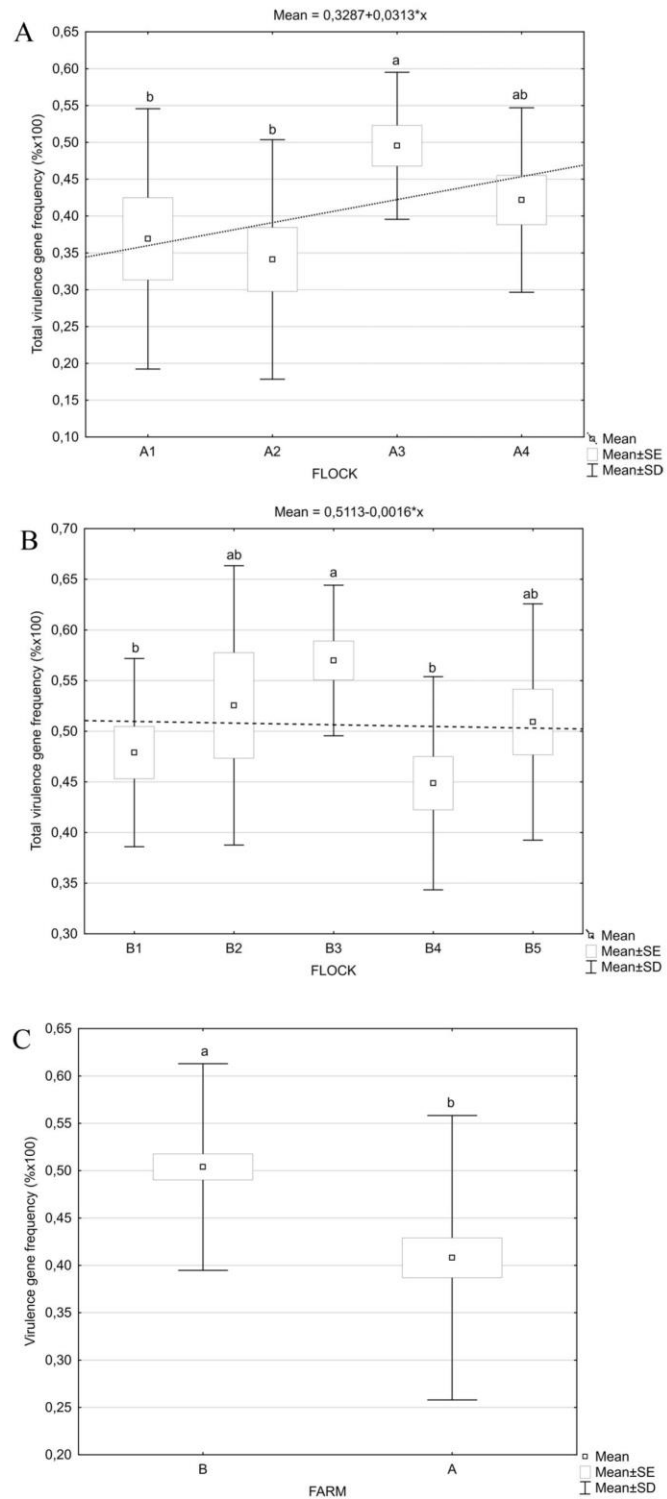 A
Mean = 0,3287+0,0313*x
Total virulence gene frequency (%x100)
0,65
0,60
0,55
0,50
0,45
0,40
0,35
0,30
0,25
0,20
0,15
0,10
b
b
a
ab
A1 A2 A3 A4
FLOCK
Mean
Mean±SE
Mean±SD
B
Mean = 0,5113-0,0016*x
Total virulence gene frequency (%x100)
0,70
0,65
0,60
0,55
0,50
0,45
0,40
0,35
0,30
b
ab
a
b
ab
B1 B2 B3 B4 B5
FLOCK
Mean
Mean±SE
Mean±SD
C
Virulence gene frequency (%x100)
0,65
0,60
0,55
0,50
0,45
0,40
0,35
0,30
0,25
0,20
a
b
B A
FARM
Mean
Mean±SE
Mean±SD